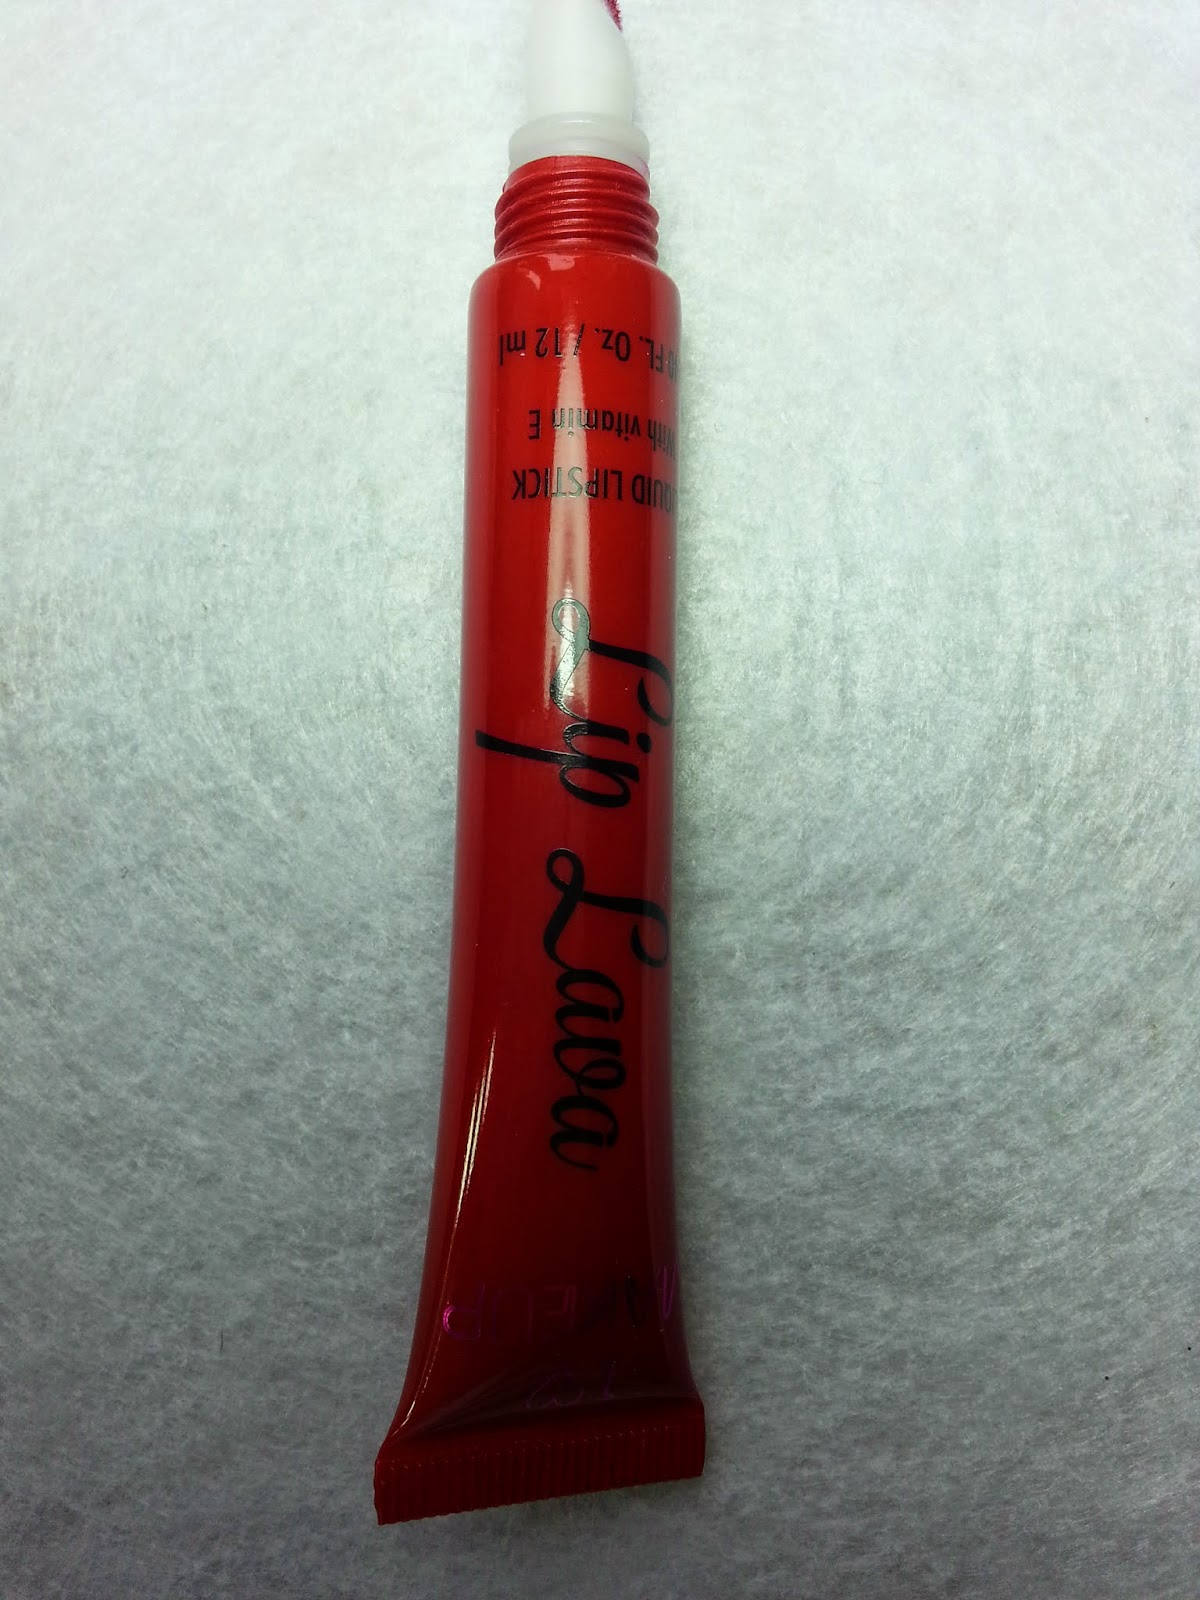 Lip Lava
LIQUID LIPSTICK
With vitamin E
FL. Oz. / 12 ml